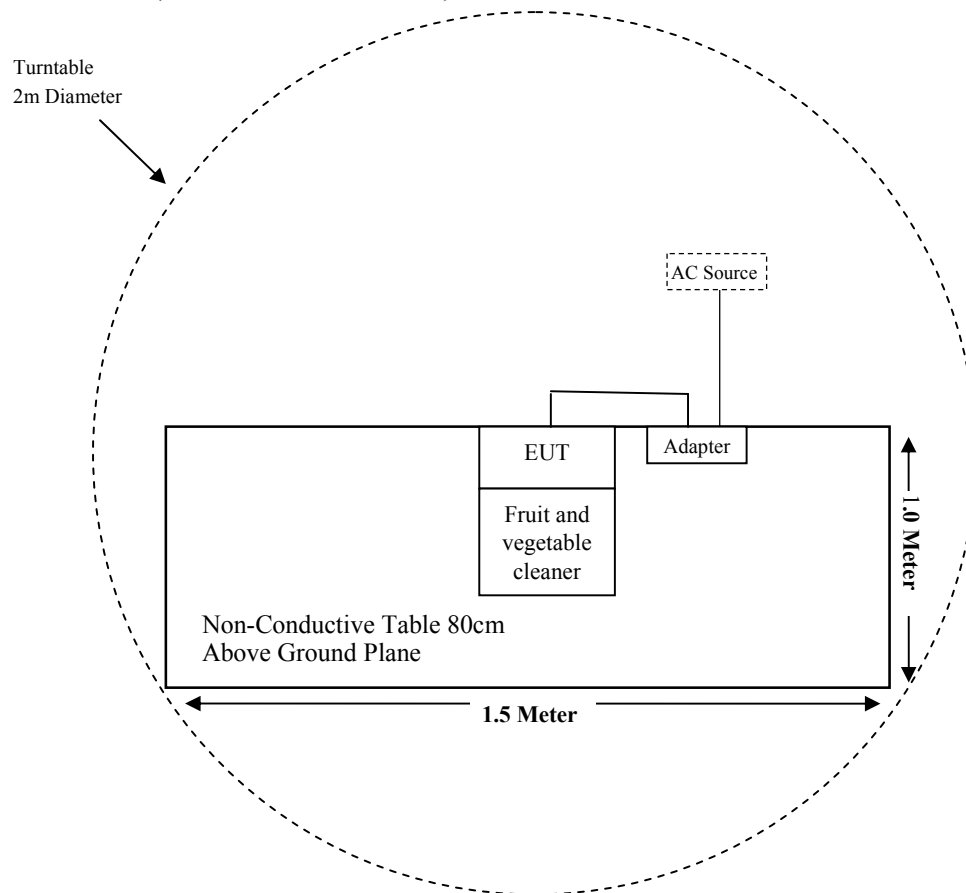 Turntable
2m Diameter
AC Source
EUT
Adapter
Fruit and
vegetable
cleaner
1.0 Meter
Non-Conductive Table 80cm
Above Ground Plane
1.5 Meter